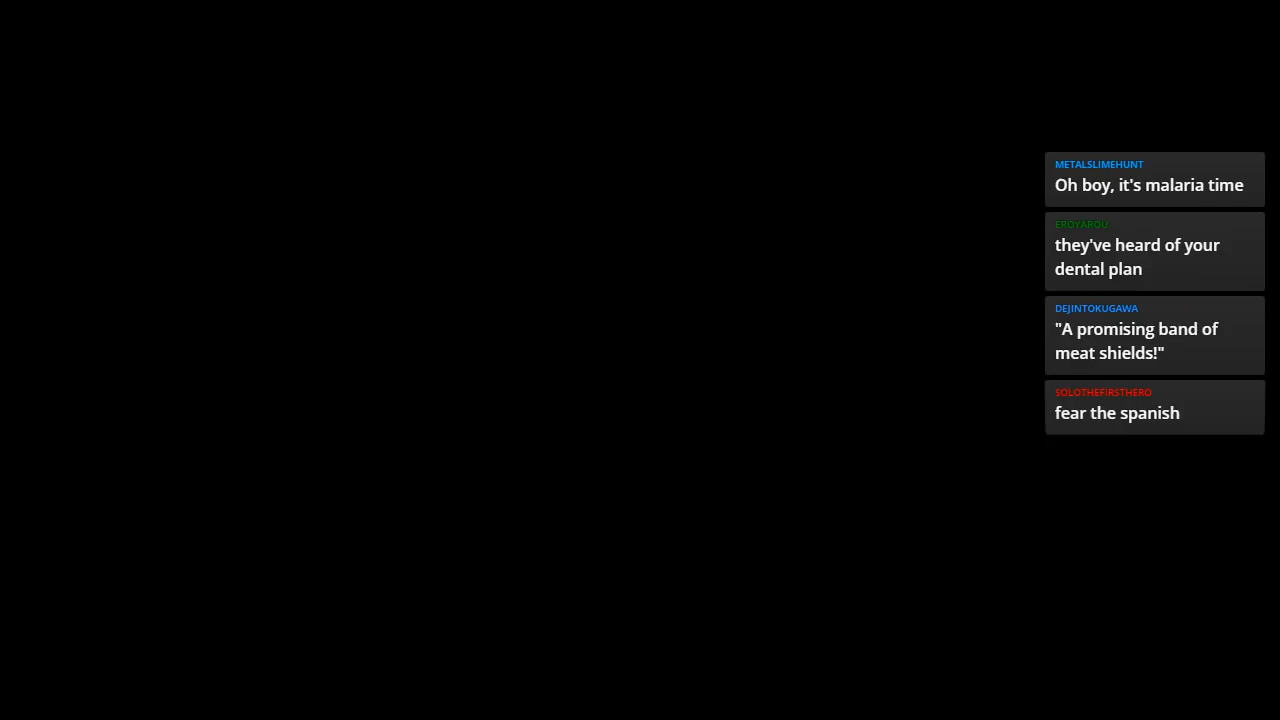 METALSLIMEHUNT
Oh boy, it's malaria time
EROYAROU
they've heard of your
dental plan
DEJINTOKUGAWA
"A promising band of
meat shields!"
SOLOTHEFIRSTHERO
fear the spanish